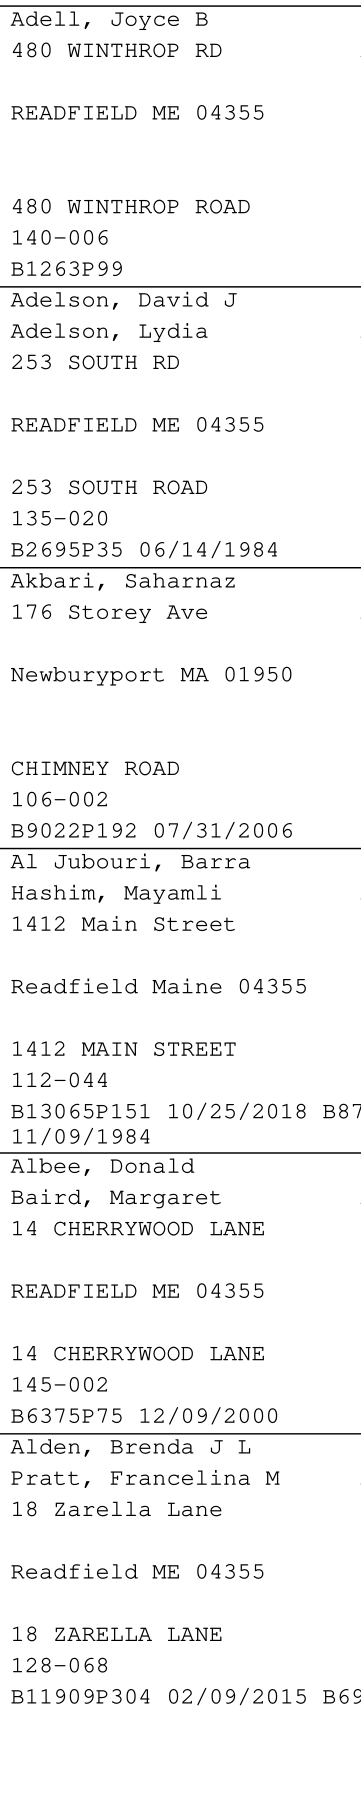 Adell, Joyce B
480 WINTHROP RD
READFIELD ME 04355
480 WINTHROP ROAD
140-006
B1263P99
Adelson, David J
Adelson, Lydia
253 SOUTH RD
READFIELD ME 04355
253 SOUTH ROAD
135-020
B2695P35 06/14/1984
Akbari, Saharnaz
176 Storey Ave
Newburyport MA 01950
CHIMNEY ROAD
106-002
B9022P192 07/31/2006
Al Jubouri, Barra
Hashim, Mayamli
1412 Main Street
Readfield Maine 04355
1412 MAIN STREET
112-044
B13065P151 10/25/2018 B87
11/09/1984
Albee, Donald
Baird, Margaret
14 CHERRYWOOD LANE
READFIELD ME 04355
14 CHERRYWOOD LANE
145-002
B6375P75 12/09/2000
Alden, Brenda J L
Pratt, Francelina M
18 Zarella Lane
Readfield ME 04355
18 ZARELLA LANE
128-068
B11909P304 02/09/2015 B69